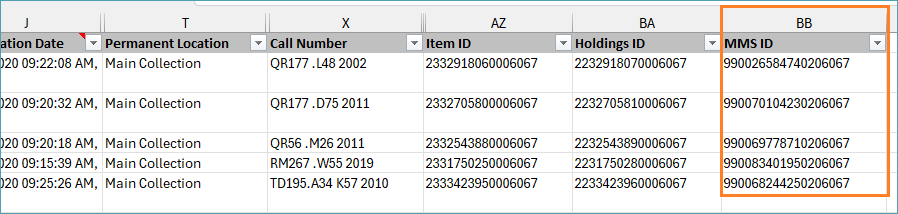 J T X AZ BA BB
ation Date Permanent Location Call Number Item ID Holdings ID MMS ID
020 09:22:08 AM, Main Collection QR177 .L48 2002 2332918060006067 2232918070006067 990026584740206067
020 09:20:32 AM, Main Collection QR177 .D75 2011 2332705800006067 2232705810006067 990070104230206067
020 09:20:18 AM, Main Collection QR56 .M26 2011 2332543880006067 2232543890006067 990069778710206067
020 09:15:39 AM, Main Collection RM267 .W55 2019 2331750250006067 2231750280006067 990083401950206067
020 09:25:26 AM, Main Collection TD195.A34 K57 2010 2333423950006067 2233423960006067 990068244250206067